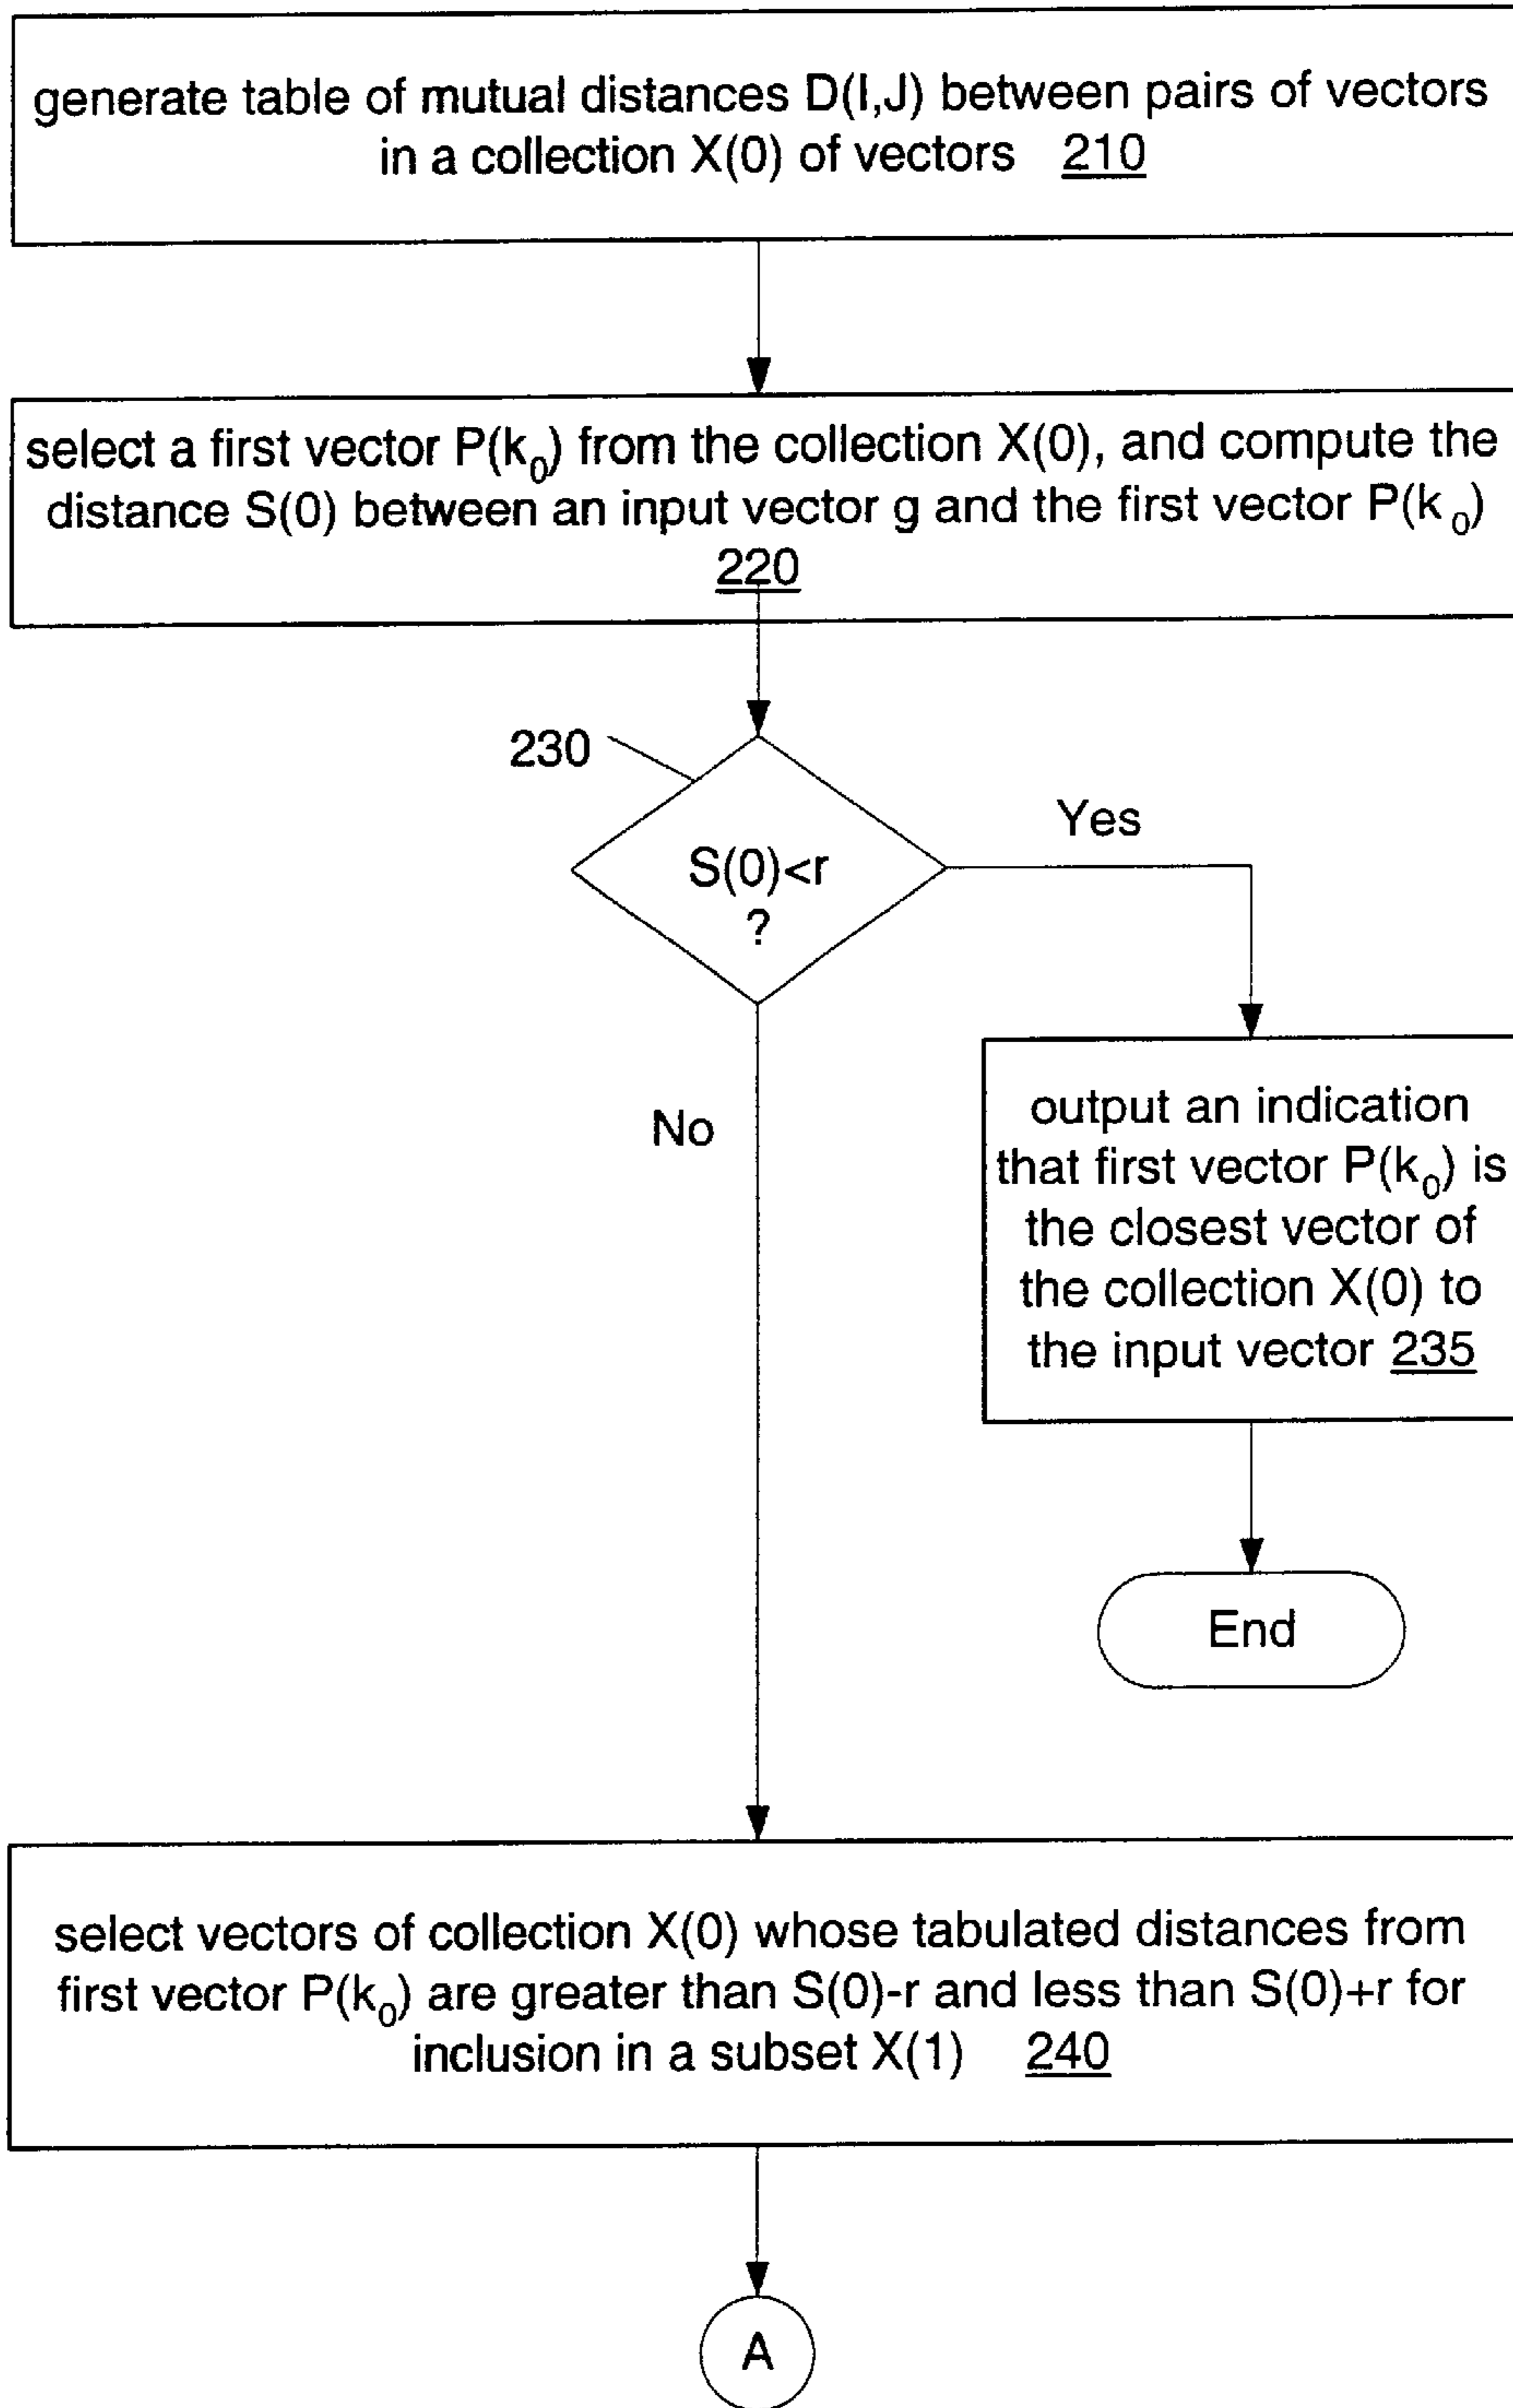 generate table of mutual distances D(I,J) between pairs of vectors
in a collection X(0) of vectors 210
select a first vector P(k₀) from the collection X(0), and compute the
distance S(0) between an input vector g and the first vector P(k₀)
220
230
S(0)<r
?
Yes
No
output an indication
that first vector P(k₀) is
the closest vector of
the collection X(0) to
the input vector 235
End
select vectors of collection X(0) whose tabulated distances from
first vector P(k₀) are greater than S(0)-r and less than S(0)+r for
inclusion in a subset X(1) 240
A